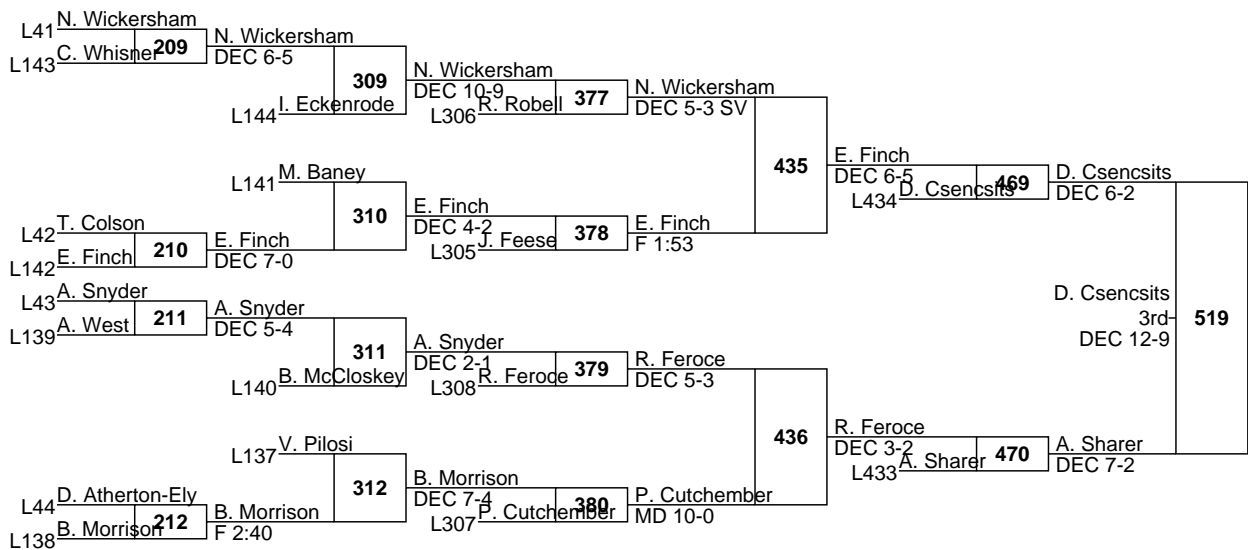 L41 N. Wickersham
209
L143 C. Whisner
N. Wickersham
DEC 6-5
309
L144 I. Eckenrode
N. Wickersham
DEC 10-9
377
L306 R. Robell
N. Wickersham
DEC 5-3 SV
435
L141 M. Baney
310
L42 T. Colson
210
L142 E. Finch
E. Finch
DEC 7-0
E. Finch
DEC 4-2
378
L305 J. Feese
E. Finch
F 1:53
E. Finch
DEC 6-5
469
L434 D. Csencsits
D. Csencsits
DEC 6-2
L43 A. Snyder
211
L139 A. West
A. Snyder
DEC 5-4
311
L140 B. McCloskey
A. Snyder
DEC 2-1
379
L308 R. Feroce
R. Feroce
DEC 5-3
436
L137 V. Pilosi
312
L44 D. Atherton-Ely
212
L138 B. Morrison
B. Morrison
F 2:40
B. Morrison
DEC 7-4
380
L307 P. Cutchember
P. Cutchember
MD 10-0
R. Feroce
DEC 3-2
470
L433 A. Sharer
A. Sharer
DEC 7-2
D. Csencsits
3rd
DEC 12-9
519